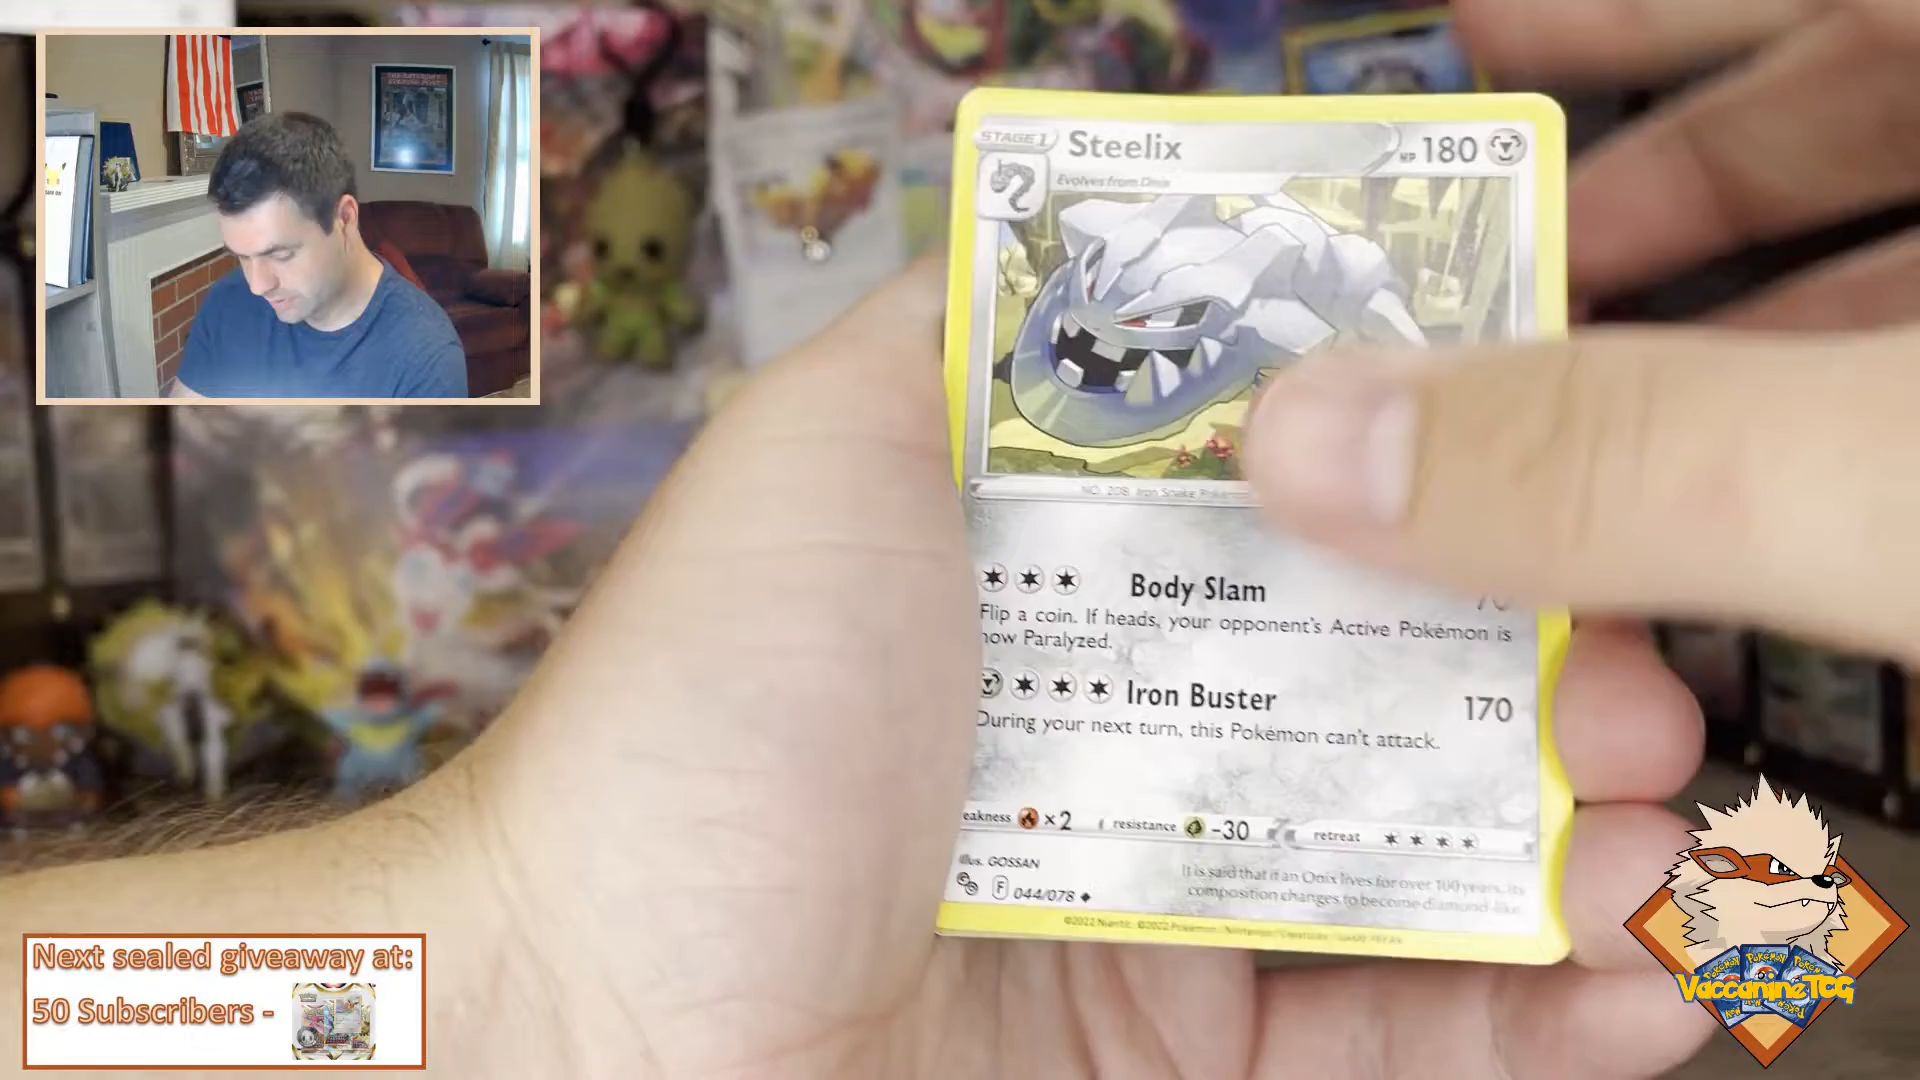 STAGE 1 Steelix HP 180
Evolves from Onix
NO. 208 Iron Snake Pokémon
Body Slam
Flip a coin. If heads, your opponent's Active Pokémon is
now Paralyzed.
Iron Buster 170
During your next turn, this Pokémon can't attack.
eakness ×2 resistance -30 retreat
Illus. GOSSAN
F 044/078
It is said that if an Onix lives for over 100 years, its
composition changes to become diamond-like.
Next sealed giveaway at:
50 Subscribers -
Pokémon Pokémon Pokémon
VaccanineTCG